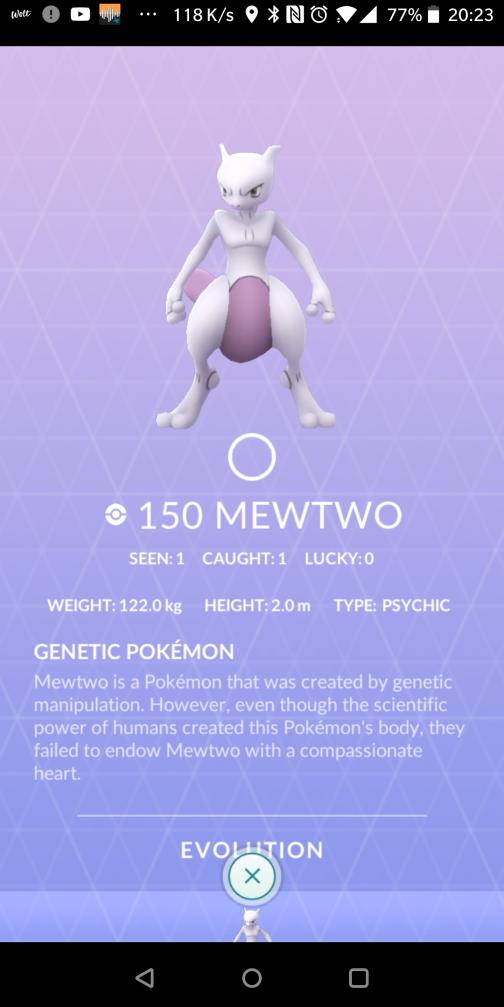 Wolt 118 K/s 77% 20:23
150 MEWTWO
SEEN: 1 CAUGHT: 1 LUCKY: 0
WEIGHT: 122.0 kg HEIGHT: 2.0 m TYPE: PSYCHIC
GENETIC POKÉMON
Mewtwo is a Pokémon that was created by genetic
manipulation. However, even though the scientific
power of humans created this Pokémon's body, they
failed to endow Mewtwo with a compassionate
heart.
EVOLUTION